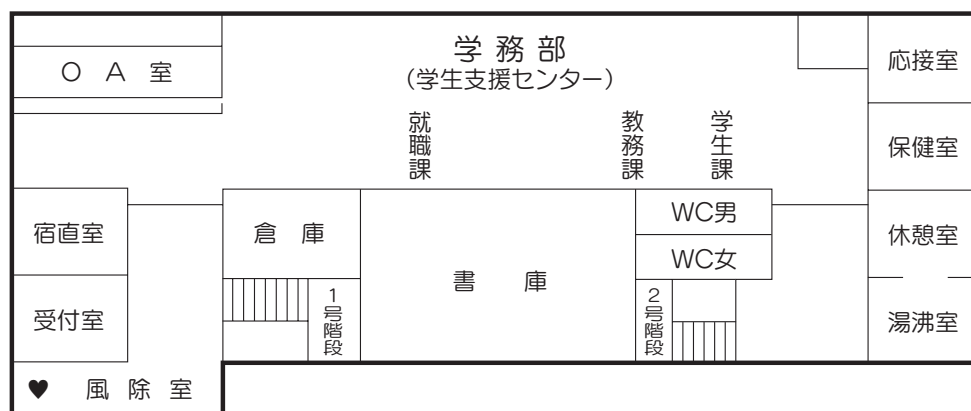 学務部
(学生支援センター)
OA室
応接室
就職課
教務課
学生課
保健室
宿直室
倉庫
書庫
WC男
WC女
休憩室
受付室
1号階段
2号階段
湯沸室
♥ 風除室